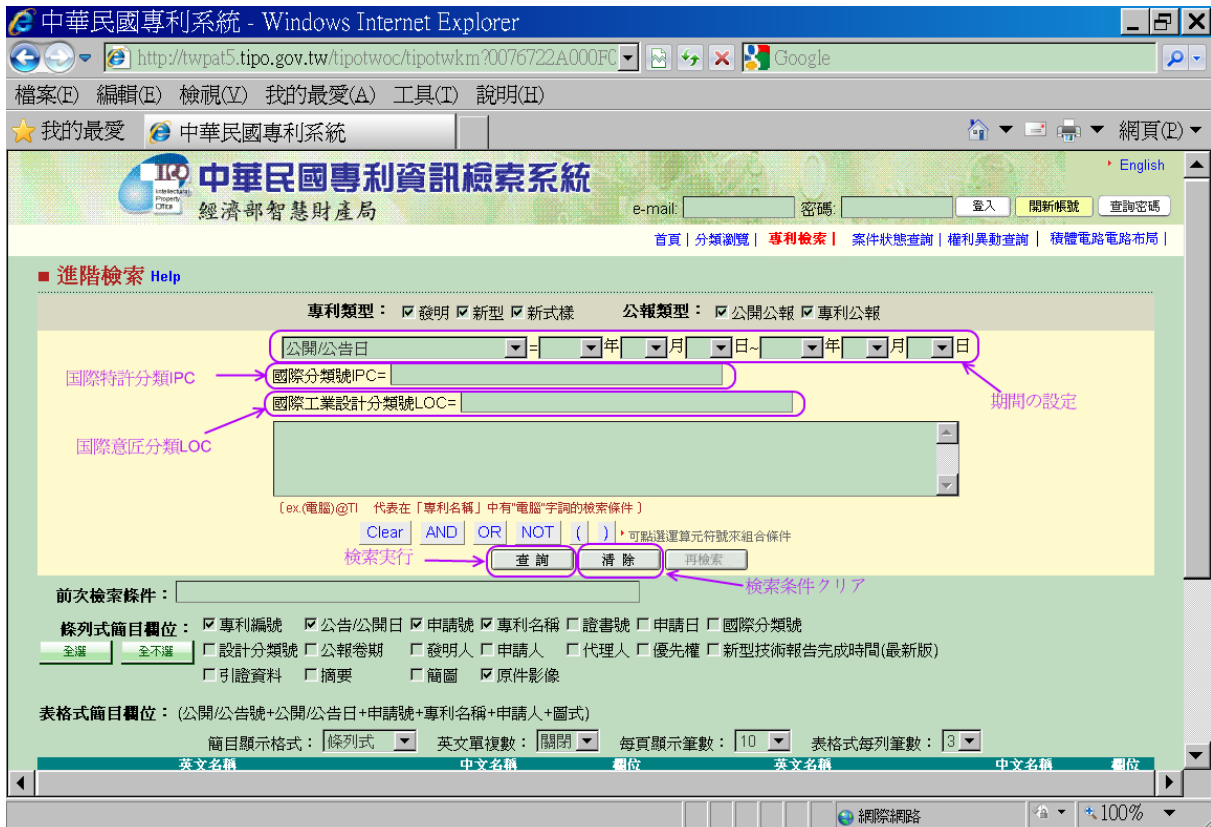 中華民國專利系統 - Windows Internet Explorer
http://twpat5.tipo.gov.tw/tipotwoc/tipotwkm?0076722A000FC
Google
檔案(F) 編輯(E) 檢視(V) 我的最愛(A) 工具(T) 說明(H)
我的最愛 中華民國專利系統 網頁(P)
TIPO
Intellectual Property Office
中華民國專利資訊檢索系統
English
經濟部智慧財產局
e-mail: 密碼: 登入 開新帳號 查詢密碼
首頁 | 分類瀏覽 | 專利檢索 | 案件狀態查詢 | 權利異動查詢 | 積體電路電路布局 |
進階檢索 Help
專利類型： 發明 新型 新式樣 公報類型： 公開公報 專利公報
公開/公告日 = 年 月 日~ 年 月 日
国際特許分類IPC 國際分類號IPC=
國際工業設計分類號LOC= 期間の設定
国際意匠分類LOC
〔ex.(電腦)@TI 代表在「專利名稱」中有"電腦"字詞的檢索條件〕
Clear AND OR NOT ( ) 可點選運算元符號來組合條件
検索実行 查詢 清除 再檢索
検索条件クリア
前次檢索條件：
條列式簡目欄位： 專利編號 公告/公開日 申請號 專利名稱 證書號 申請日 國際分類號
全選 全不選 設計分類號 公報卷期 發明人 申請人 代理人 優先權 新型技術報告完成時間(最新版)
引證資料 摘要 簡圖 原件影像
表格式簡目欄位： (公開/公告號+公開/公告日+申請號+專利名稱+申請人+圖式)
簡目顯示格式： 條列式 英文單複數： 關閉 每頁顯示筆數： 10 表格式每列筆數： 3
英文名稱 中文名稱 欄位 英文名稱 中文名稱 欄位
網際網路 100%